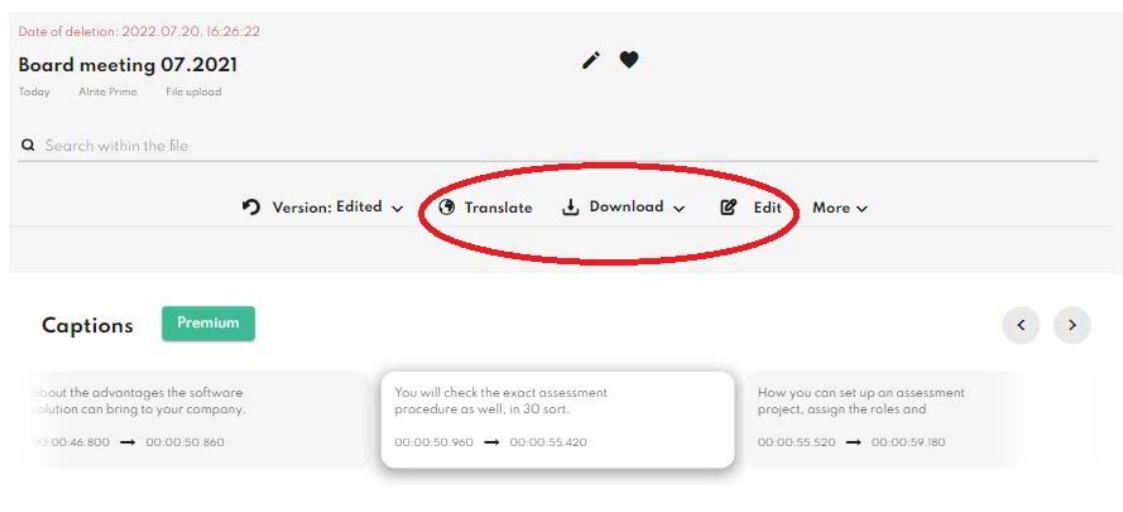 Date of deletion: 2022.07.20. 16:26:22
Board meeting 07.2021
Today Alrite Prime File upload
Search within the file
Version: Edited Translate Download Edit More
Captions Premium
about the advantages the software
solution can bring to your company.
00:00:46.800 → 00:00:50.860
You will check the exact assessment
procedure as well, in 30 sort.
00:00:50.960 → 00:00:55.420
How you can set up an assessment
project, assign the roles and
00:00:55.520 → 00:00:59.180